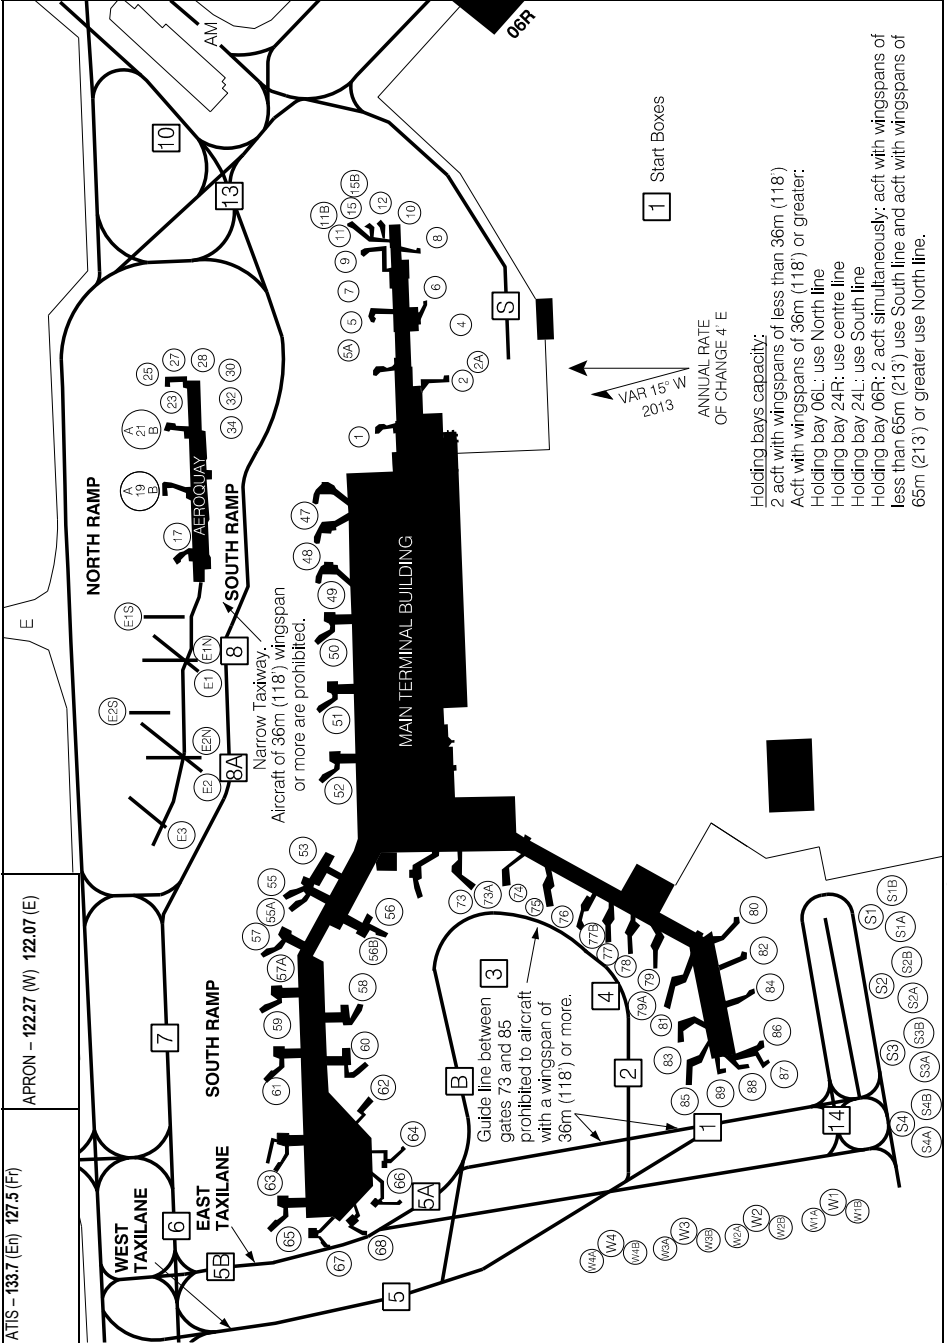 ATIS – 133.7 (En) 127.5 (Fr)
APRON – 122.27 (W) 122.07 (E)
E
AM
06R
10
13
NORTH RAMP
E1S
E2S
E1
E1N
E2
E2N
E3
17
A
19
B
A
21
B
23
25
27
28
30
32
34
AEROQUAY
SOUTH RAMP
8
8A
Narrow Taxiway.
Aircraft of 36m (118') wingspan
or more are prohibited.
7
SOUTH RAMP
WEST
TAXILANE
6
EAST
TAXILANE
5B
5
5A
B
MAIN TERMINAL BUILDING
1
5A
5
7
9
11
11B
15
15B
12
10
8
6
4
2A
2
S
47
48
49
50
51
52
53
55
55A
57
57A
59
61
63
65
67
68
66
64
62
60
58
56B
56
73
73A
74
75
76
77B
77
78
79
79A
81
83
85
89
88
87
86
84
82
80
3
4
2
1
14
Guide line between
gates 73 and 85
prohibited to aircraft
with a wingspan of
36m (118') or more.
S1
S1B
S1A
S2
S2B
S2A
S3
S3B
S3A
S4
S4B
S4A
W4A
W4
W4B
W3A
W3
W3B
W2A
W2
W2B
W1A
W1
W1B
1 Start Boxes
VAR 15° W
2013
ANNUAL RATE
OF CHANGE 4' E
Holding bays capacity:
2 acft with wingspans of less than 36m (118')
Acft with wingspans of 36m (118') or greater:
Holding bay 06L: use North line
Holding bay 24R: use centre line
Holding bay 24L: use South line
Holding bay 06R: 2 acft simultaneously: acft with wingspans of
less than 65m (213') use South line and acft with wingspans of
65m (213') or greater use North line.